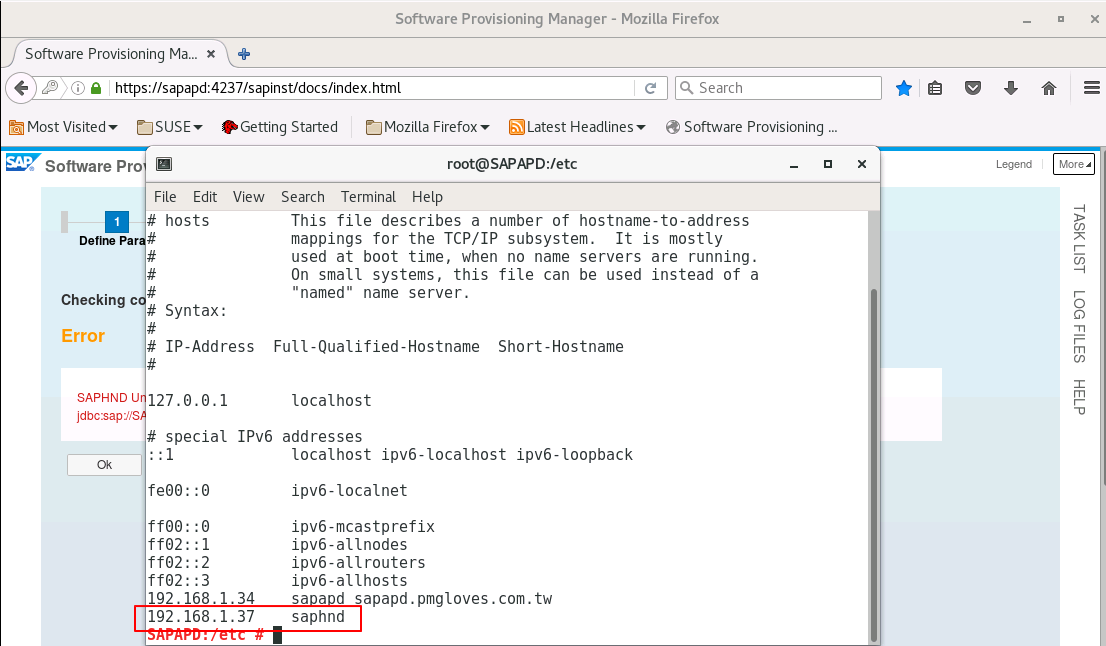 Software Provisioning Manager - Mozilla Firefox
Software Provisioning Ma...
https://sapapd:4237/sapinst/docs/index.html
Search
Most Visited
SUSE
Getting Started
Mozilla Firefox
Latest Headlines
Software Provisioning ...
SAP
Software Prov
Legend
More
root@SAPAPD:/etc
File Edit View Search Terminal Help
1
Define Para
Checking co
Error
SAPHND Un
jdbc:sap://SA
Ok
# hosts This file describes a number of hostname-to-address
# mappings for the TCP/IP subsystem. It is mostly
# used at boot time, when no name servers are running.
# On small systems, this file can be used instead of a
# "named" name server.
# Syntax:
#
# IP-Address Full-Qualified-Hostname Short-Hostname
#
127.0.0.1 localhost
# special IPv6 addresses
::1 localhost ipv6-localhost ipv6-loopback
fe00::0 ipv6-localnet
ff00::0 ipv6-mcastprefix
ff02::1 ipv6-allnodes
ff02::2 ipv6-allrouters
ff02::3 ipv6-allhosts
192.168.1.34 sapapd sapapd.pmgloves.com.tw
192.168.1.37 saphnd
SAPAPD:/etc #
TASK LIST
LOG FILES
HELP